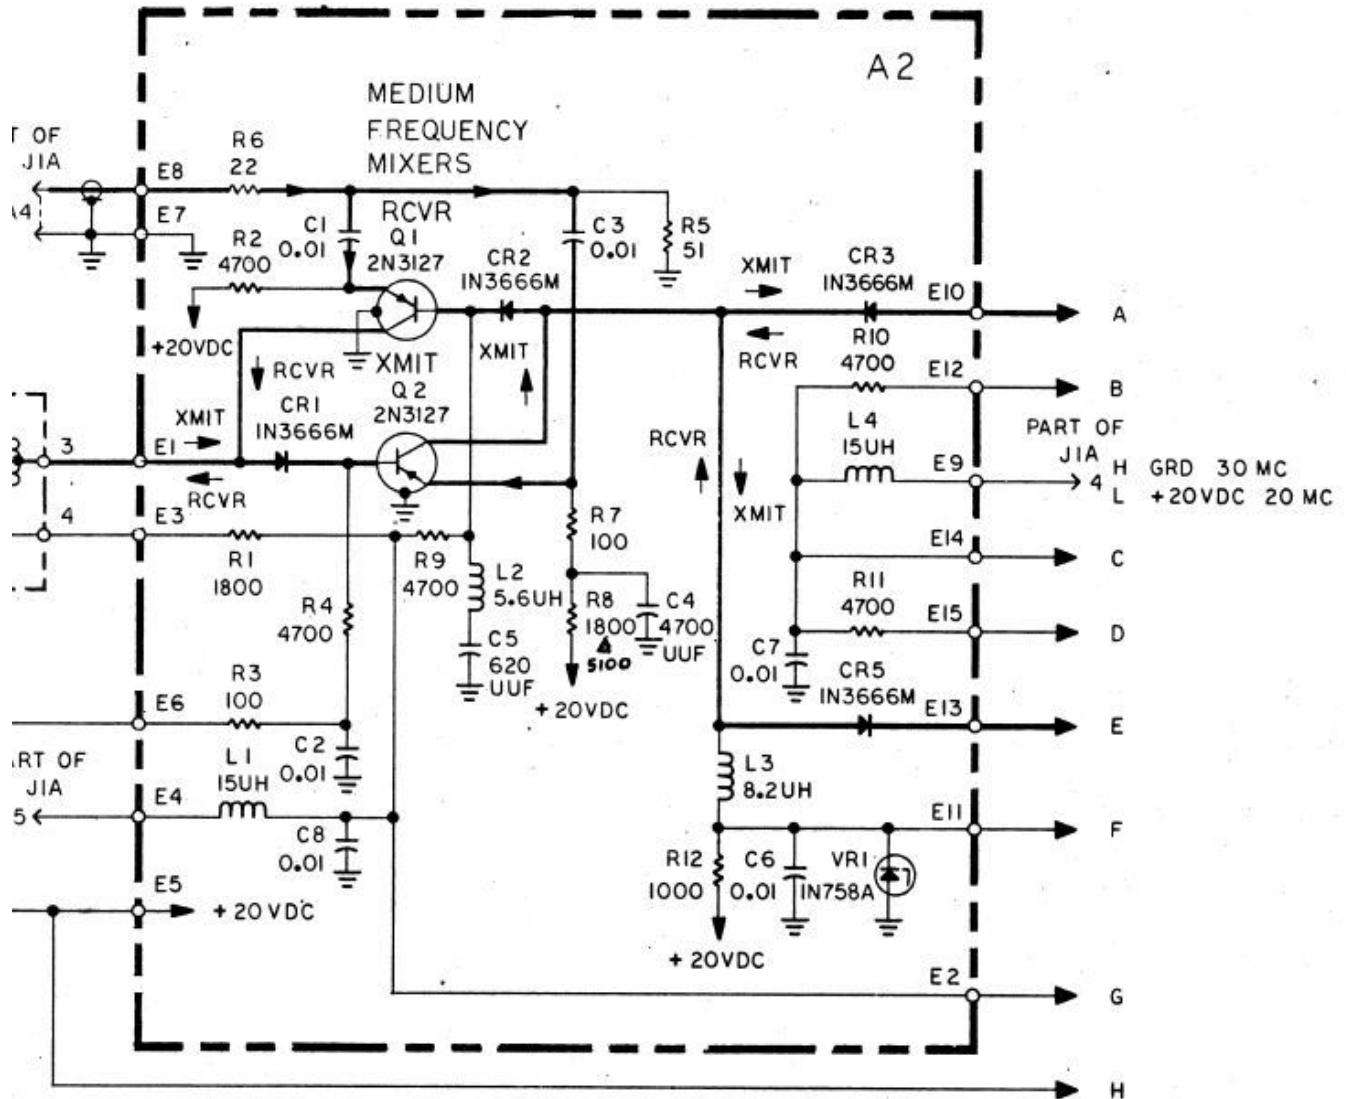 A2
MEDIUM
FREQUENCY
MIXERS
T OF
J1A
R6
22
E8
E7
A4
RCVR
C1
0.01
Q1
2N3127
R2
4700
C3
0.01
R5
51
CR2
1N3666M
XMIT
CR3
1N3666M
E10
A
+20VDC
RCVR
XMIT
Q2
2N3127
XMIT
RCVR
R10
4700
E12
B
CR1
1N3666M
3
E1
XMIT
RCVR
RCVR
XMIT
L4
15UH
E9
PART OF
J1A
4
H GRD 30 MC
L +20VDC 20 MC
4
E3
R1
1800
R9
4700
R7
100
E14
C
L2
5.6UH
R4
4700
R8
1800
5100
C4
4700
UUF
R11
4700
E15
D
C5
620
UUF
C7
0.01
+20VDC
R3
100
E6
CR5
1N3666M
E13
E
C2
0.01
L1
15UH
ART OF
J1A
5
E4
L3
8.2UH
E11
F
C8
0.01
R12
1000
C6
0.01
VR1
1N758A
E5
+20VDC
+20VDC
E2
G
H